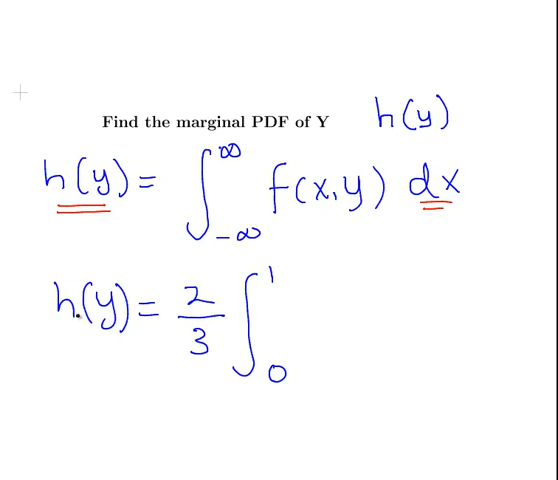 Find the marginal PDF of Y h(y)
h(y) = ∫_{-∞}^{∞} f(x,y) dx
h(y) = 2/3 ∫_0^1